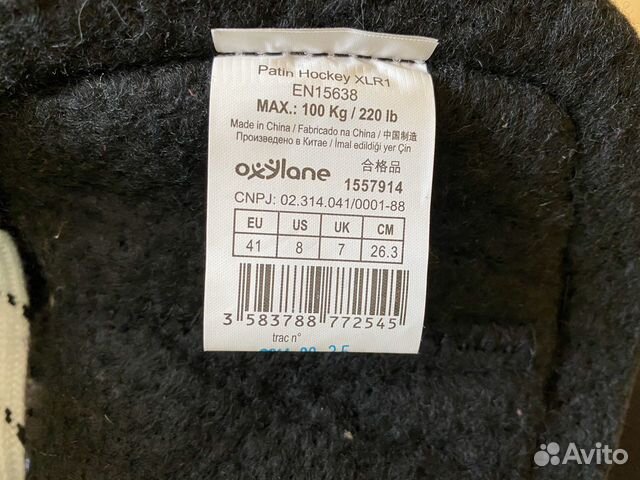 Patin Hockey XLR1
EN15638
MAX.: 100 Kg / 220 lb
Made in China / Fabricado na China / 中国制造
Произведено в Китае / İmal edildiği yer Çin
oxylane
合格品
1557914
CNPJ: 02.314.041/0001-88
EU US UK CM
41 8 7 26.3
3 583788 772545
trac n°
Avito